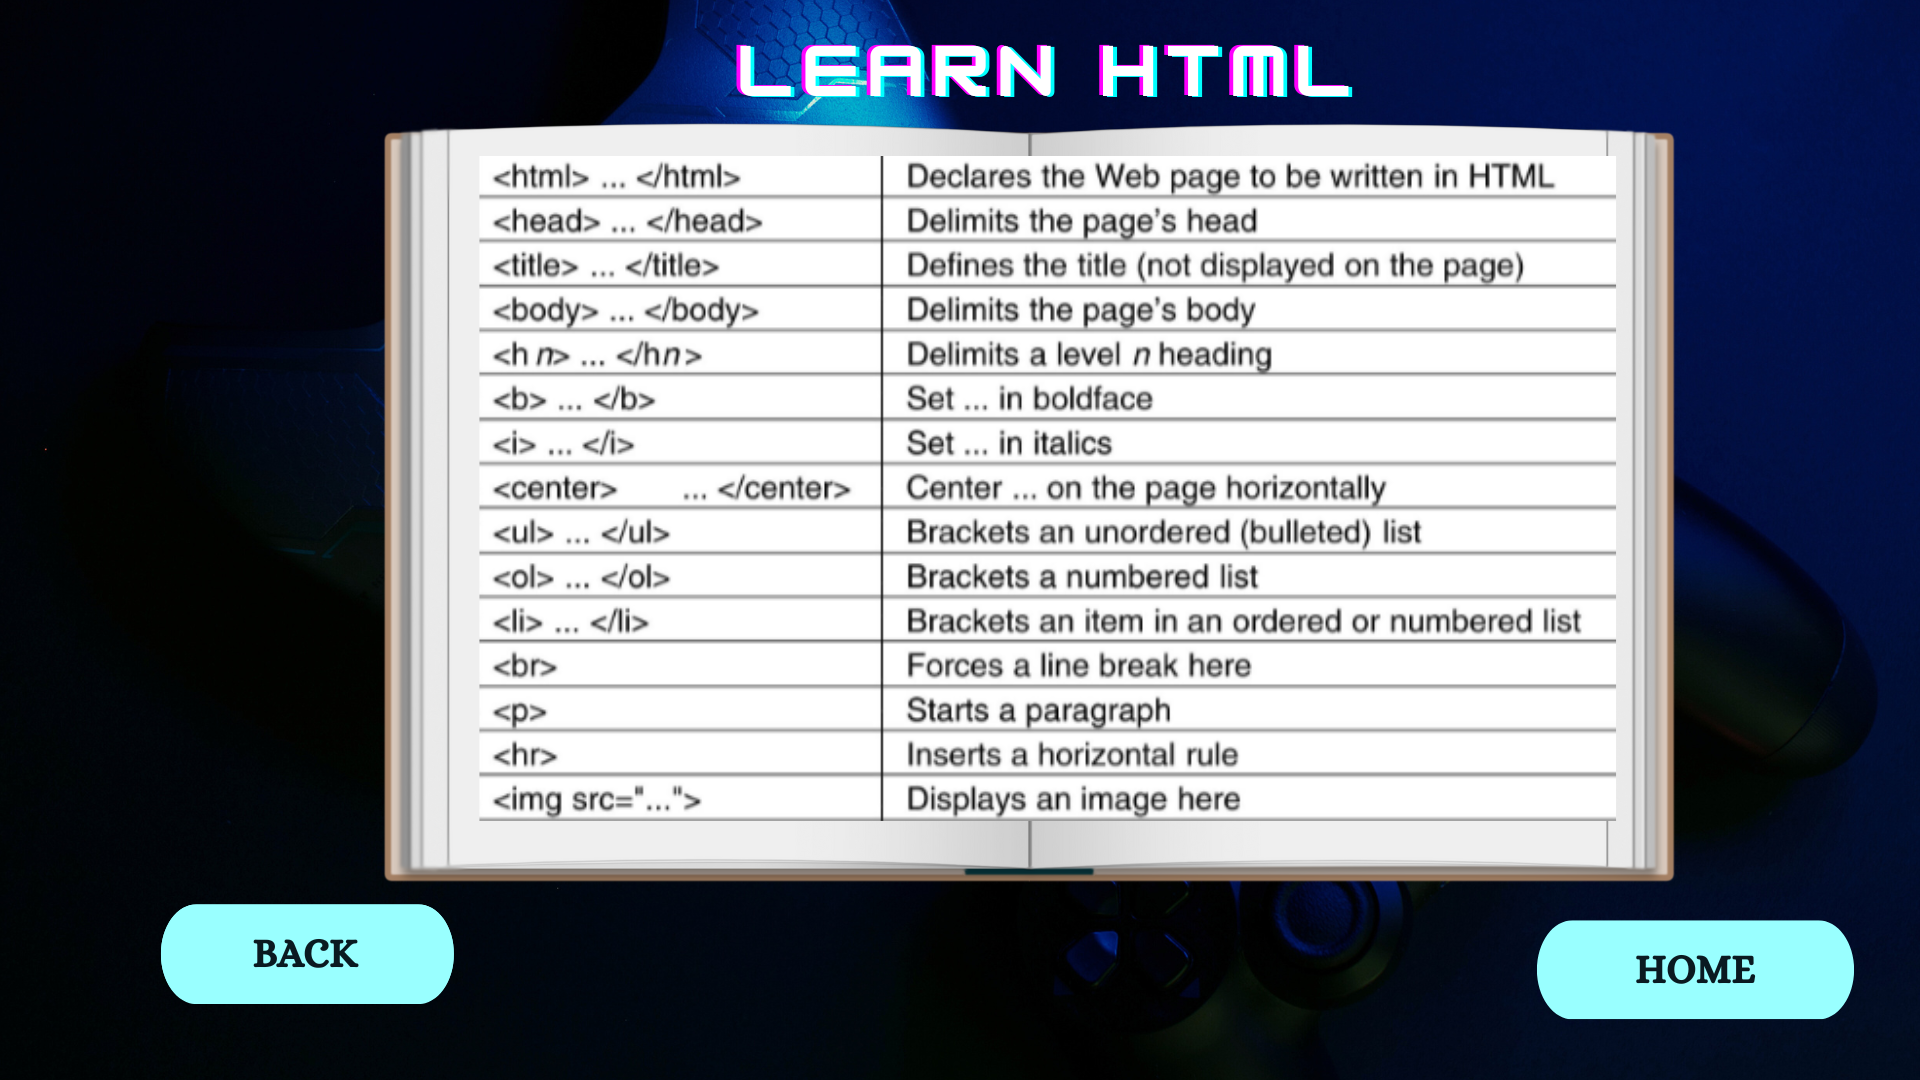 LEARN HTML
<html> ... </html> Declares the Web page to be written in HTML
<head> ... </head> Delimits the page's head
<title> ... </title> Defines the title (not displayed on the page)
<body> ... </body> Delimits the page's body
<h n> ... </hn> Delimits a level n heading
<b> ... </b> Set ... in boldface
<i> ... </i> Set ... in italics
<center> ... </center> Center ... on the page horizontally
<ul> ... </ul> Brackets an unordered (bulleted) list
<ol> ... </ol> Brackets a numbered list
<li> ... </li> Brackets an item in an ordered or numbered list
<br> Forces a line break here
<p> Starts a paragraph
<hr> Inserts a horizontal rule
<img src="..."> Displays an image here
BACK
HOME